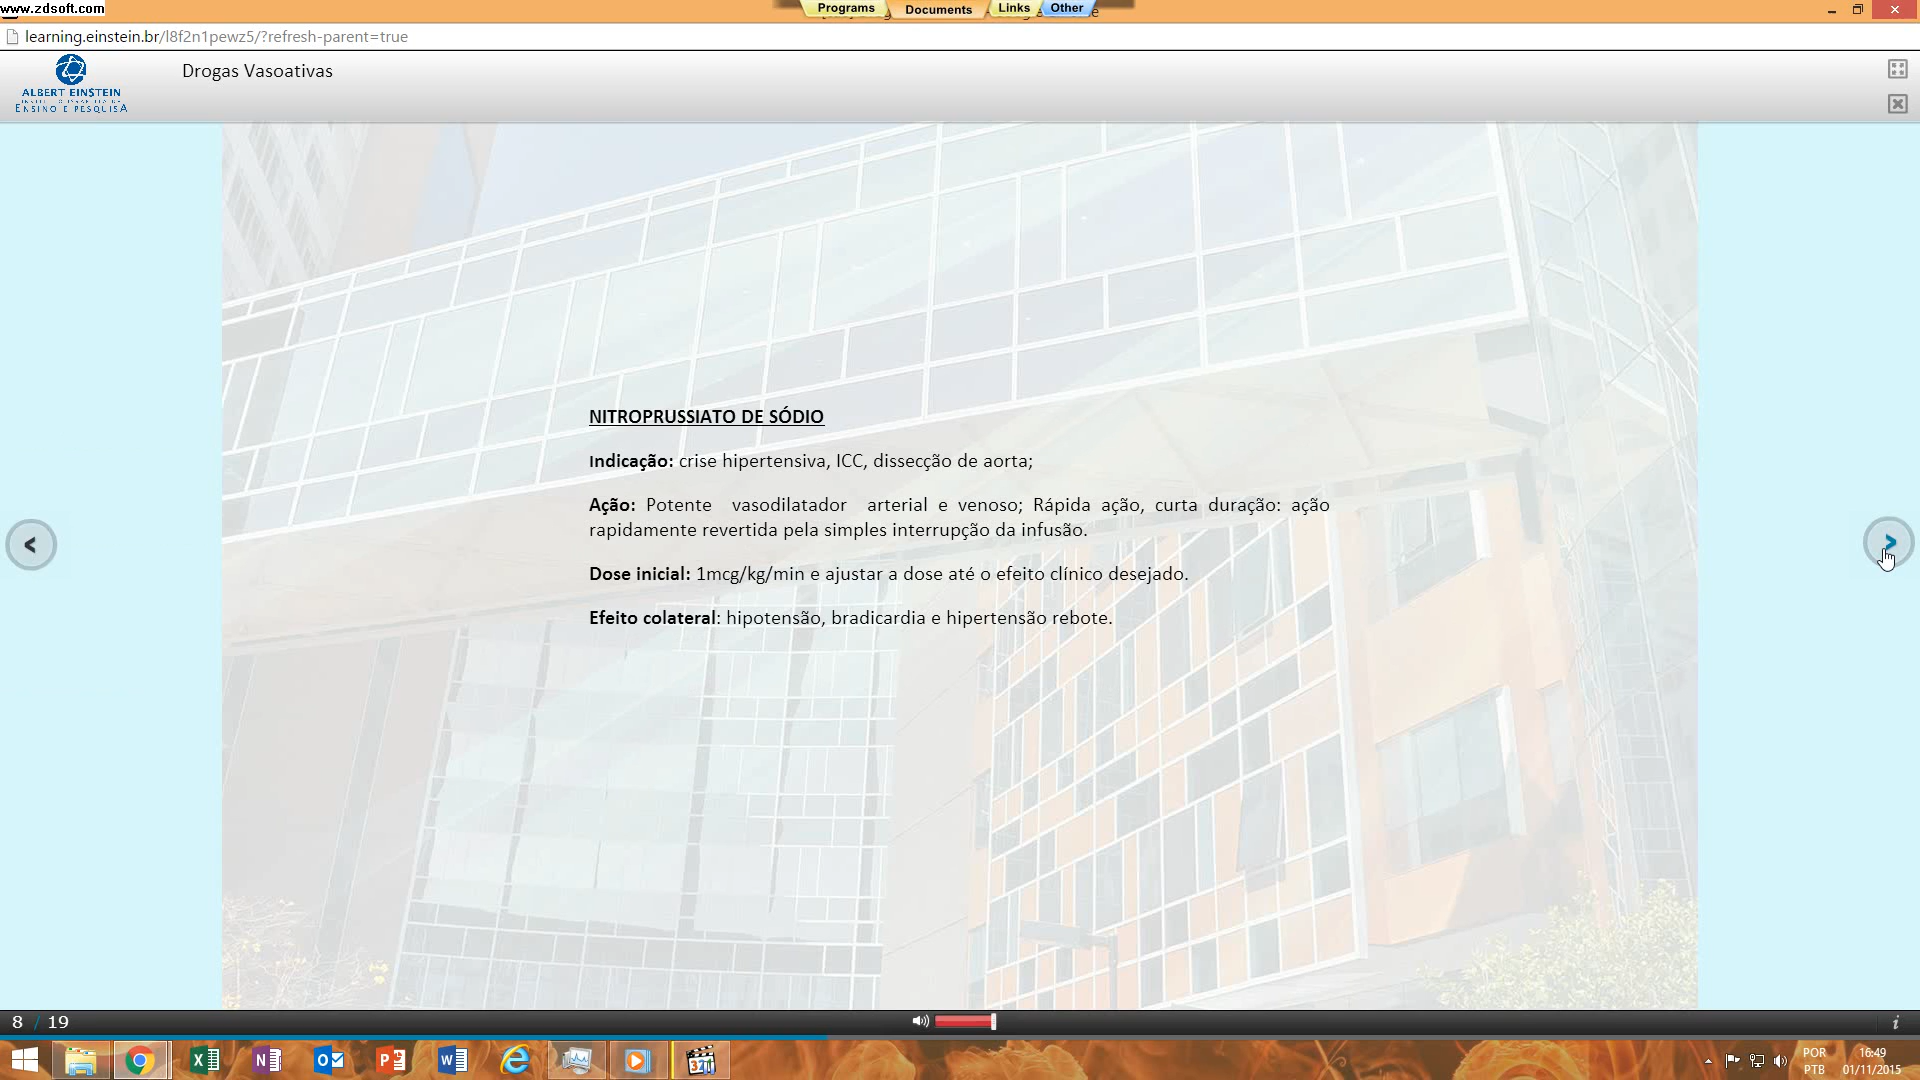 www.zdsoft.com
Programs
Documents
Links
Other
learning.einstein.br/l8f2n1pewz5/?refresh-parent=true
ALBERT EINSTEIN
ENSINO E PESQUISA
Drogas Vasoativas
NITROPRUSSIATO DE SÓDIO
Indicação: crise hipertensiva, ICC, dissecção de aorta;
Ação: Potente vasodilatador arterial e venoso; Rápida ação, curta duração: ação
rapidamente revertida pela simples interrupção da infusão.
Dose inicial: 1mcg/kg/min e ajustar a dose até o efeito clínico desejado.
Efeito colateral: hipotensão, bradicardia e hipertensão rebote.
8 / 19
POR
PTB
16:49
01/11/2015